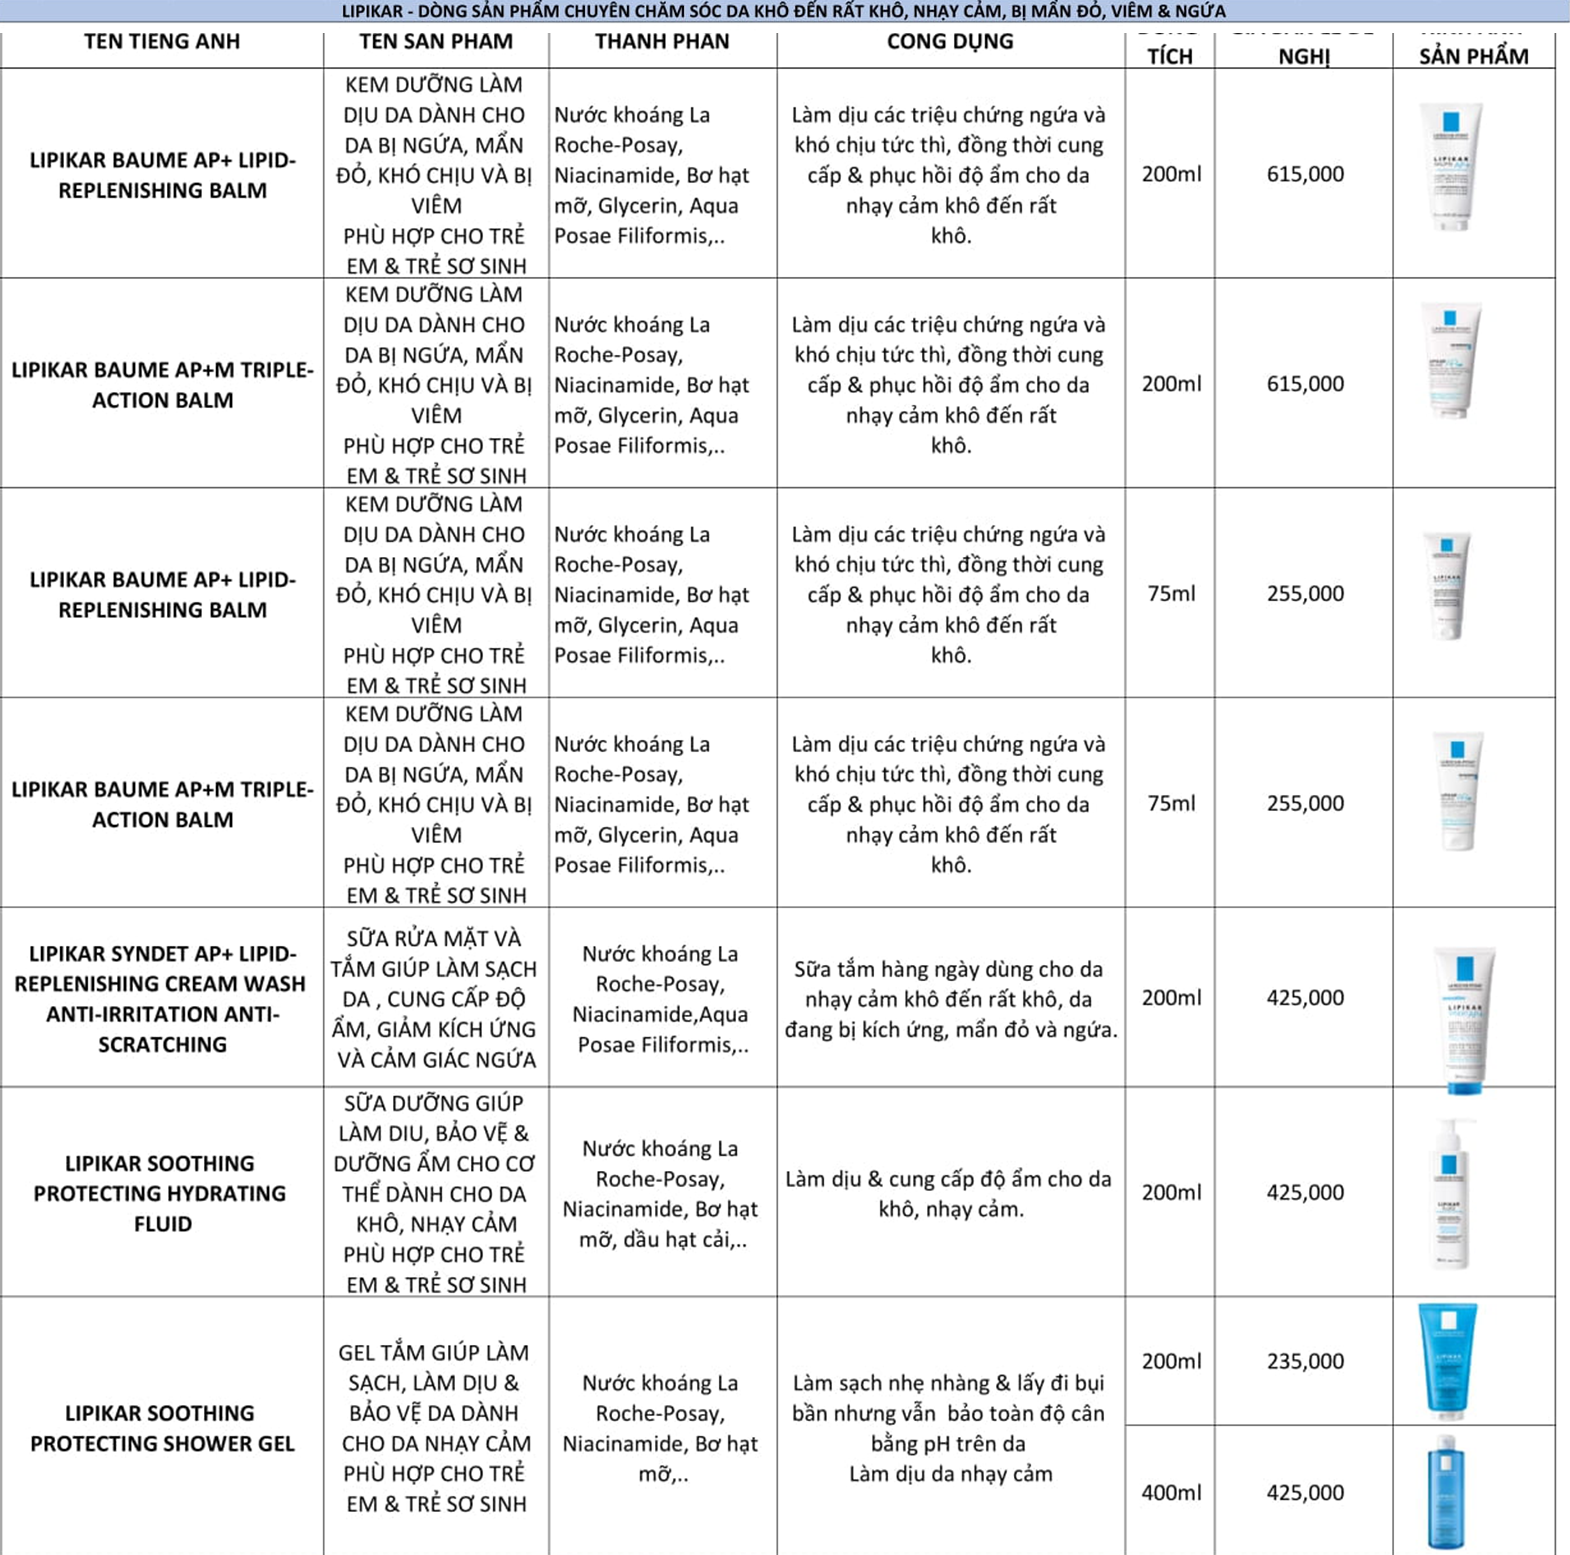 LIPIKAR - DÒNG SẢN PHẨM CHUYÊN CHĂM SÓC DA KHÔ ĐẾN RẤT KHÔ, NHẠY CẢM, BỊ MẨN ĐỎ, VIÊM & NGỨA
TEN TIENG ANH
TEN SAN PHAM
THANH PHAN
CONG DỤNG
TÍCH
NGHỊ
SẢN PHẨM
LIPIKAR BAUME AP+ LIPID-
REPLENISHING BALM
KEM DƯỠNG LÀM
DỊU DA DÀNH CHO
DA BỊ NGỨA, MẨN
ĐỎ, KHÓ CHỊU VÀ BỊ
VIÊM
PHÙ HỢP CHO TRẺ
EM & TRẺ SƠ SINH
Nước khoáng La
Roche-Posay,
Niacinamide, Bơ hạt
mỡ, Glycerin, Aqua
Posae Filiformis,..
Làm dịu các triệu chứng ngứa và
khó chịu tức thì, đồng thời cung
cấp & phục hồi độ ẩm cho da
nhạy cảm khô đến rất
khô.
200ml
615,000
LIPIKAR
LIPIKAR BAUME AP+M TRIPLE-
ACTION BALM
KEM DƯỠNG LÀM
DỊU DA DÀNH CHO
DA BỊ NGỨA, MẨN
ĐỎ, KHÓ CHỊU VÀ BỊ
VIÊM
PHÙ HỢP CHO TRẺ
EM & TRẺ SƠ SINH
Nước khoáng La
Roche-Posay,
Niacinamide, Bơ hạt
mỡ, Glycerin, Aqua
Posae Filiformis,..
Làm dịu các triệu chứng ngứa và
khó chịu tức thì, đồng thời cung
cấp & phục hồi độ ẩm cho da
nhạy cảm khô đến rất
khô.
200ml
615,000
LIPIKAR BAUME AP+ LIPID-
REPLENISHING BALM
KEM DƯỠNG LÀM
DỊU DA DÀNH CHO
DA BỊ NGỨA, MẨN
ĐỎ, KHÓ CHỊU VÀ BỊ
VIÊM
PHÙ HỢP CHO TRẺ
EM & TRẺ SƠ SINH
Nước khoáng La
Roche-Posay,
Niacinamide, Bơ hạt
mỡ, Glycerin, Aqua
Posae Filiformis,..
Làm dịu các triệu chứng ngứa và
khó chịu tức thì, đồng thời cung
cấp & phục hồi độ ẩm cho da
nhạy cảm khô đến rất
khô.
75ml
255,000
LIPIKAR
LIPIKAR BAUME AP+M TRIPLE-
ACTION BALM
KEM DƯỠNG LÀM
DỊU DA DÀNH CHO
DA BỊ NGỨA, MẨN
ĐỎ, KHÓ CHỊU VÀ BỊ
VIÊM
PHÙ HỢP CHO TRẺ
EM & TRẺ SƠ SINH
Nước khoáng La
Roche-Posay,
Niacinamide, Bơ hạt
mỡ, Glycerin, Aqua
Posae Filiformis,..
Làm dịu các triệu chứng ngứa và
khó chịu tức thì, đồng thời cung
cấp & phục hồi độ ẩm cho da
nhạy cảm khô đến rất
khô.
75ml
255,000
LIPIKAR SYNDET AP+ LIPID-
REPLENISHING CREAM WASH
ANTI-IRRITATION ANTI-
SCRATCHING
SỮA RỬA MẶT VÀ
TẮM GIÚP LÀM SẠCH
DA , CUNG CẤP ĐỘ
ẨM, GIẢM KÍCH ỨNG
VÀ CẢM GIÁC NGỨA
Nước khoáng La
Roche-Posay,
Niacinamide,Aqua
Posae Filiformis,..
Sữa tắm hàng ngày dùng cho da
nhạy cảm khô đến rất khô, da
đang bị kích ứng, mẩn đỏ và ngứa.
200ml
425,000
LIPIKAR
LIPIKAR SOOTHING
PROTECTING HYDRATING
FLUID
SỮA DƯỠNG GIÚP
LÀM DIU, BẢO VỆ &
DƯỠNG ẨM CHO CƠ
THỂ DÀNH CHO DA
KHÔ, NHẠY CẢM
PHÙ HỢP CHO TRẺ
EM & TRẺ SƠ SINH
Nước khoáng La
Roche-Posay,
Niacinamide, Bơ hạt
mỡ, dầu hạt cải,..
Làm dịu & cung cấp độ ẩm cho da
khô, nhạy cảm.
200ml
425,000
LIPIKAR
LIPIKAR SOOTHING
PROTECTING SHOWER GEL
GEL TẮM GIÚP LÀM
SẠCH, LÀM DỊU &
BẢO VỆ DA DÀNH
CHO DA NHẠY CẢM
PHÙ HỢP CHO TRẺ
EM & TRẺ SƠ SINH
Nước khoáng La
Roche-Posay,
Niacinamide, Bơ hạt
mỡ,..
Làm sạch nhẹ nhàng & lấy đi bụi
bần nhưng vẫn bảo toàn độ cân
bằng pH trên da
Làm dịu da nhạy cảm
200ml
235,000
LIPIKAR
400ml
425,000